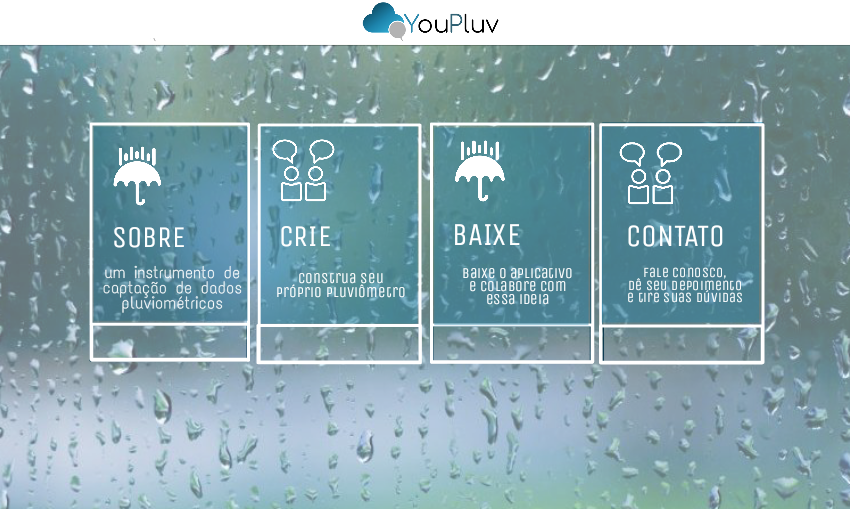 YouPluv
SOBRE
um instrumento de
captação de dados
pluviométricos
CRIE
construa seu
próprio pluviômetro
BAIXE
Baixe o aplicativo
e colabore com
essa ideia
CONTATO
Fale conosco,
dê seu depoimento
e tire suas dúvidas